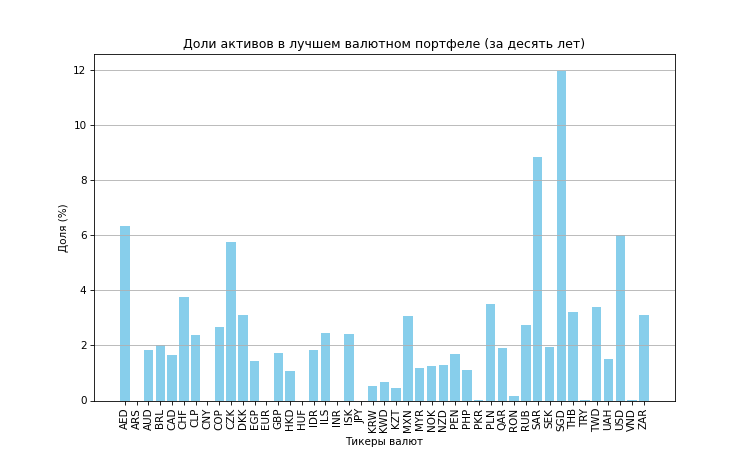 Доли активов в лучшем валютном портфеле (за десять лет)
Доля (%)
12
10
8
6
4
2
0
AED ARS AUD BRL CAD CHF CLP CNY COP CZK DKK EGP EUR GBP HKD HUF IDR ILS INR ISK JPY KRW KWD KZT MXN MYR NOK NZD PEN PHP PKR PLN QAR RON RUB SAR SEK SGD THB TRY TWD UAH USD VND ZAR
Тикеры валют